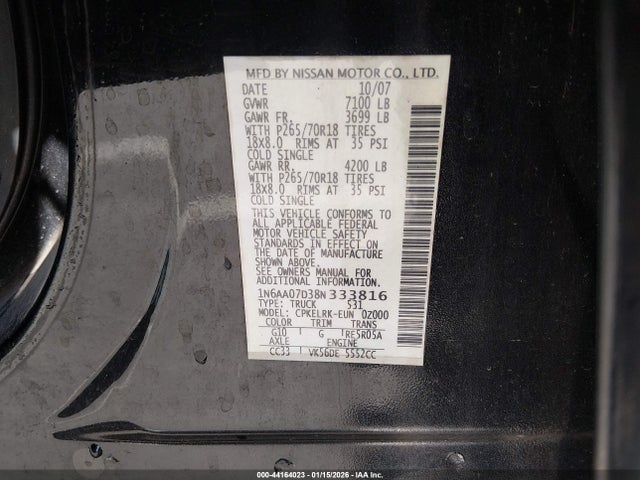 MFD BY NISSAN MOTOR CO., LTD.
DATE 10/07
GVWR 7100 LB
GAWR FR. 3699 LB
WITH P265/70R18 TIRES
18X8.0 RIMS AT 35 PSI
COLD SINGLE
GAWR RR. 4200 LB
WITH P265/70R18 TIRES
18X8.0 RIMS AT 35 PSI
COLD SINGLE
THIS VEHICLE CONFORMS TO
ALL APPLICABLE FEDERAL
MOTOR VEHICLE SAFETY
STANDARDS IN EFFECT ON
THE DATE OF MANUFACTURE
SHOWN ABOVE.
SEE OWNERS MANUAL FOR
ADDITIONAL INFORMATION.
1N6AA07D38N333816
TYPE: TRUCK 531
MODEL: CPKELRK-EUN 0Z000
COLOR TRIM TRANS
G10 G RE5R05A
AXLE ENGINE
CC33 VK56DE 5552CC
000-44164023 - 01/15/2026 - IAAI.COM